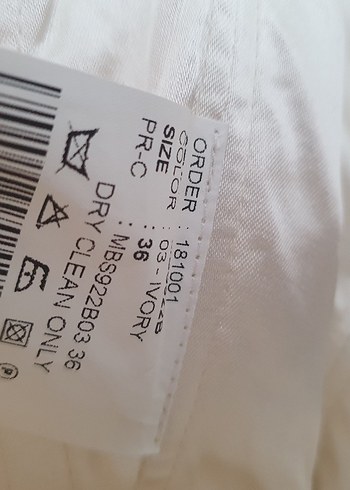 ORDER : 181001
COLOR : 03 - IVORY
SIZE : 36
PR-C : MBS922B03 36
DRY CLEAN ONLY
P